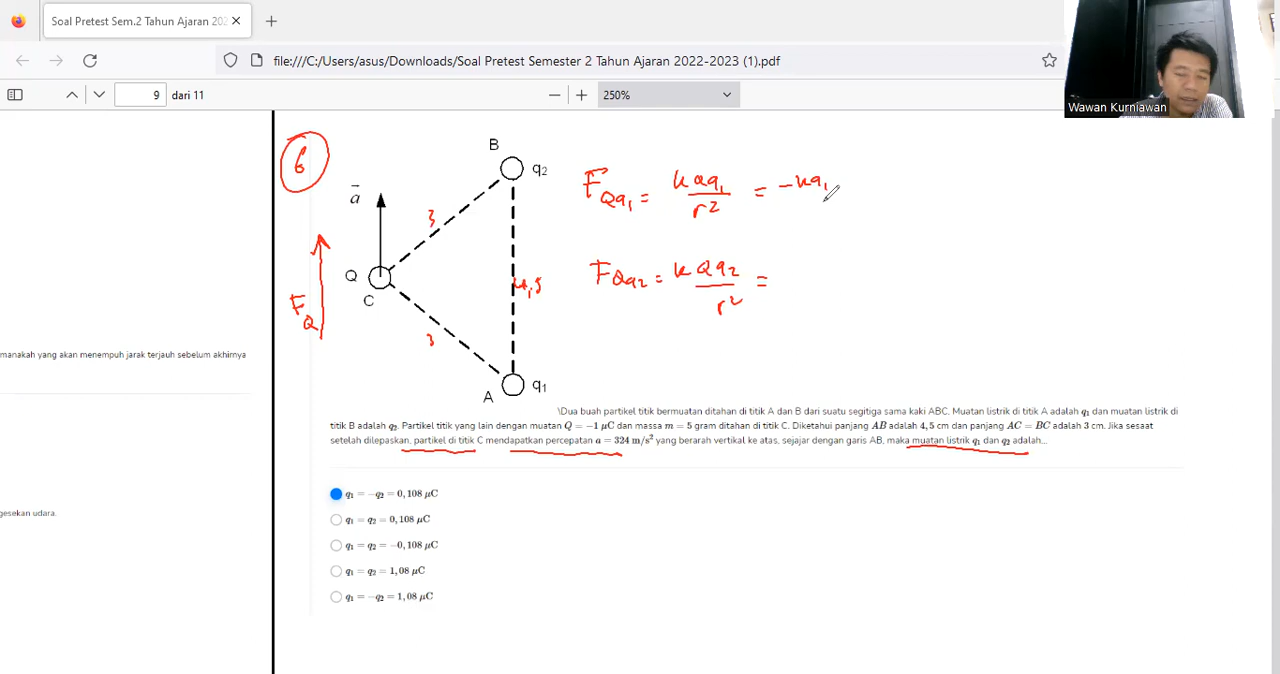 Soal Pretest Sem.2 Tahun Ajaran 202
file:///C:/Users/asus/Downloads/Soal Pretest Semester 2 Tahun Ajaran 2022-2023 (1).pdf
9 dari 11
250%
Wawan Kurniawan
6
B
q2
a
3
Q
C
4,5
F Q
3
A
q1
F Qq1 = kQq1 / r² = -kq1
F Qq2 = kQq2 / r² =
manakah yang akan menempuh jarak terjauh sebelum akhirnya
gesekan udara.
\Dua buah partikel titik bermuatan ditahan di titik A dan B dari suatu segitiga sama kaki ABC. Muatan listrik di titik A adalah q₁ dan muatan listrik di
titik B adalah q₂. Partikel titik yang lain dengan muatan Q = −1 μC dan massa m = 5 gram ditahan di titik C. Diketahui panjang AB adalah 4,5 cm dan panjang AC = BC adalah 3 cm. Jika sesaat
setelah dilepaskan, partikel di titik C mendapatkan percepatan a = 324 m/s² yang berarah vertikal ke atas, sejajar dengan garis AB, maka muatan listrik q₁ dan q₂ adalah...
q₁ = −q₂ = 0,108 μC
q₁ = q₂ = 0,108 μC
q₁ = q₂ = −0,108 μC
q₁ = q₂ = 1,08 μC
q₁ = −q₂ = 1,08 μC